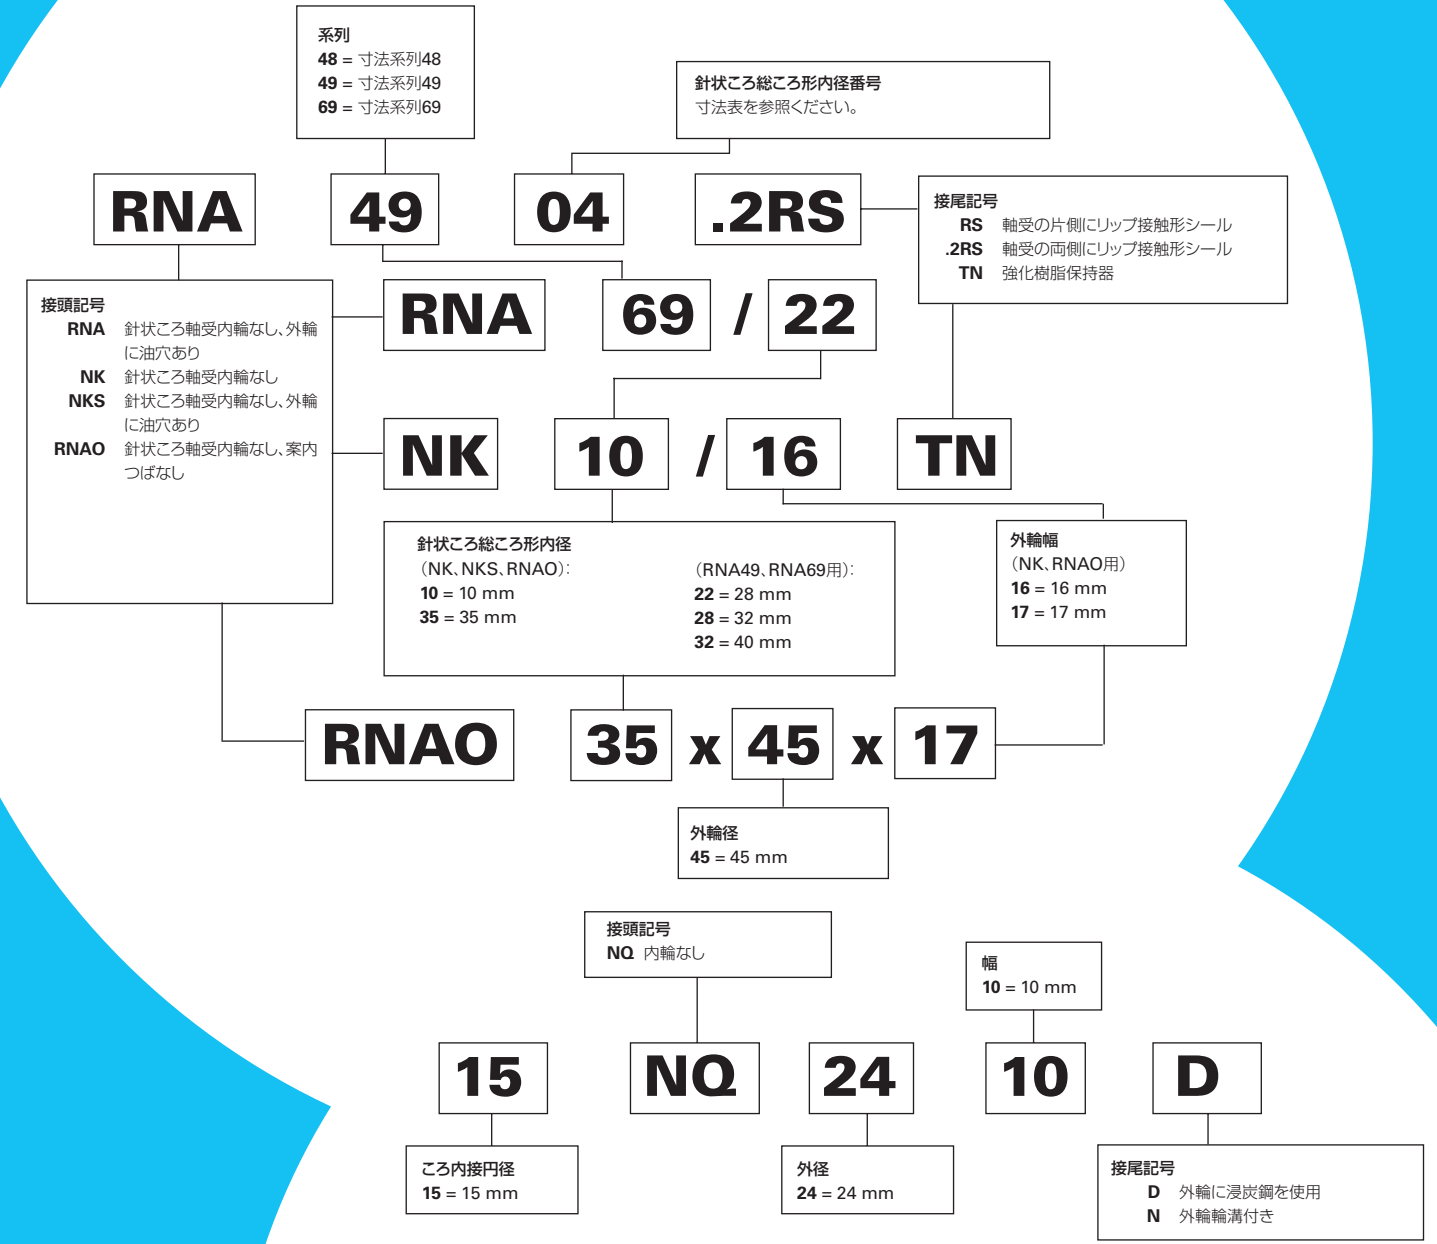 系列
48 = 寸法系列48
49 = 寸法系列49
69 = 寸法系列69
針状ころ総ころ形内径番号
寸法表を参照ください。
RNA 49 04 .2RS
接尾記号
RS 軸受の片側にリップ接触形シール
.2RS 軸受の両側にリップ接触形シール
TN 強化樹脂保持器
接頭記号
RNA 針状ころ軸受内輪なし、外輪
に油穴あり
NK 針状ころ軸受内輪なし
NKS 針状ころ軸受内輪なし、外輪
に油穴あり
RNAO 針状ころ軸受内輪なし、案内
つばなし
RNA 69 / 22
NK 10 / 16 TN
針状ころ総ころ形内径
(NK、NKS、RNAO):
10 = 10 mm
35 = 35 mm
(RNA49、RNA69用):
22 = 28 mm
28 = 32 mm
32 = 40 mm
外輪幅
(NK、RNAO用)
16 = 16 mm
17 = 17 mm
RNAO 35 x 45 x 17
外輪径
45 = 45 mm
接頭記号
NQ 内輪なし
幅
10 = 10 mm
15 NQ 24 10 D
ころ内接円径
15 = 15 mm
外径
24 = 24 mm
接尾記号
D 外輪に浸炭鋼を使用
N 外輪輪溝付き